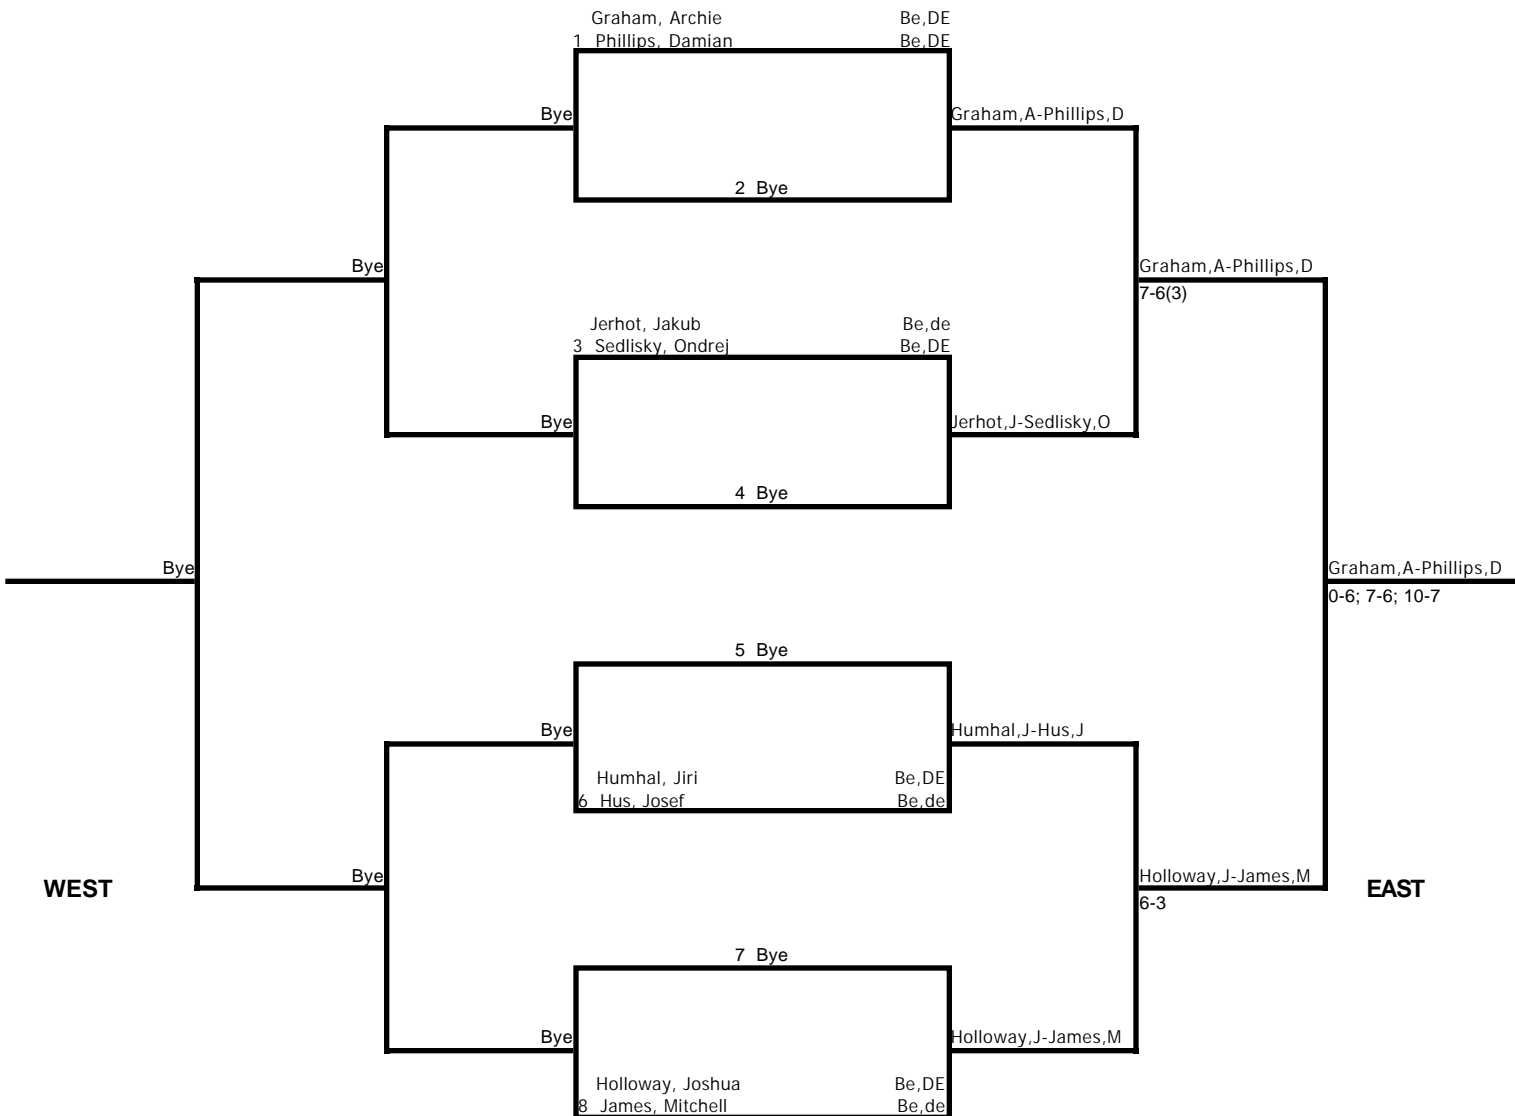 Graham, Archie Be,DE
1 Phillips, Damian Be,DE
Bye Graham,A-Phillips,D
2 Bye
Bye Graham,A-Phillips,D
7-6(3)
Jerhot, Jakub Be,de
3 Sedlisky, Ondrej Be,DE
Bye Jerhot,J-Sedlisky,O
4 Bye
Bye Graham,A-Phillips,D
0-6; 7-6; 10-7
5 Bye
Bye Humhal,J-Hus,J
Humhal, Jiri Be,DE
6 Hus, Josef Be,de
Bye Holloway,J-James,M
WEST EAST
6-3
7 Bye
Bye Holloway,J-James,M
Holloway, Joshua Be,DE
8 James, Mitchell Be,de